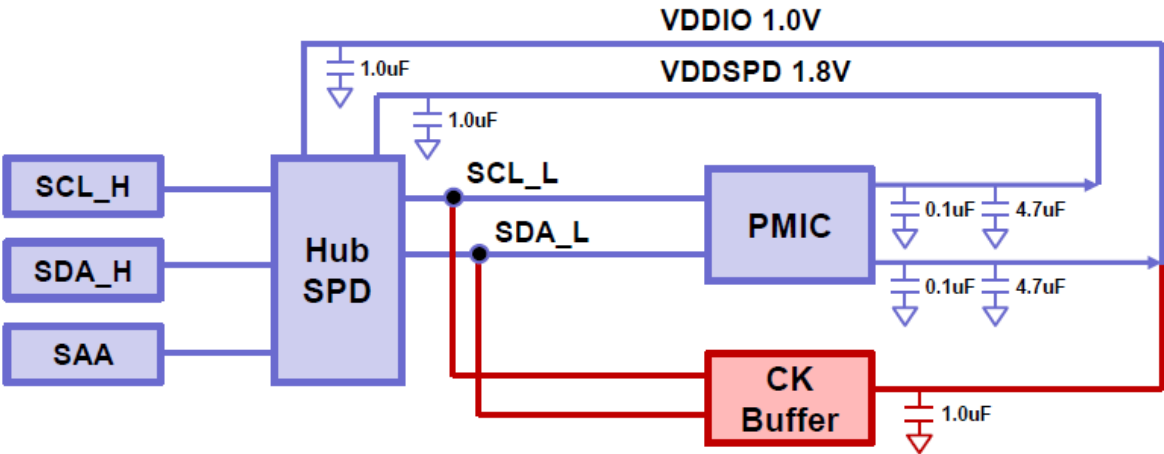 VDDIO 1.0V
1.0uF
VDDSPD 1.8V
1.0uF
SCL_H
SCL_L
SDA_L
Hub
SPD
PMIC
0.1uF
4.7uF
SDA_H
0.1uF
4.7uF
SAA
CK
Buffer
1.0uF